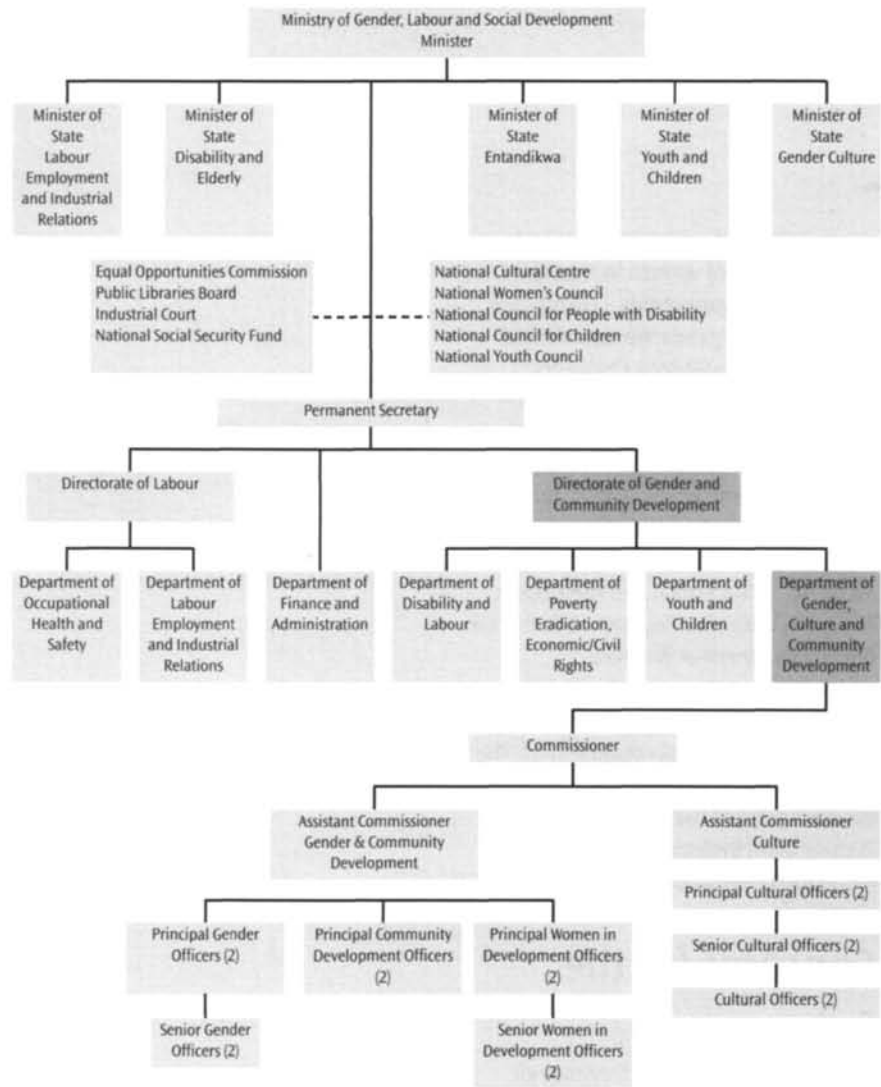 Ministry of Gender, Labour and Social Development
Minister
Minister of
State
Labour
Employment
and Industrial
Relations
Minister of
State
Disability and
Elderly
Minister of
State
Entandikwa
Minister of
State
Youth and
Children
Minister of
State
Gender Culture
Equal Opportunities Commission
Public Libraries Board
Industrial Court
National Social Security Fund
National Cultural Centre
National Women's Council
National Council for People with Disability
National Council for Children
National Youth Council
Permanent Secretary
Directorate of Labour
Directorate of Gender and
Community Development
Department of
Occupational
Health and
Safety
Department of
Labour
Employment
and Industrial
Relations
Department of
Finance and
Administration
Department of
Disability and
Labour
Department of
Poverty
Eradication,
Economic/Civil
Rights
Department of
Youth and
Children
Department of
Gender,
Culture and
Community
Development
Commissioner
Assistant Commissioner
Gender & Community
Development
Assistant Commissioner
Culture
Principal Gender
Officers (2)
Principal Community
Development Officers
(2)
Principal Women in
Development Officers
(2)
Principal Cultural Officers (2)
Senior Cultural Officers (2)
Cultural Officers (2)
Senior Gender
Officers (2)
Senior Women in
Development Officers
(2)